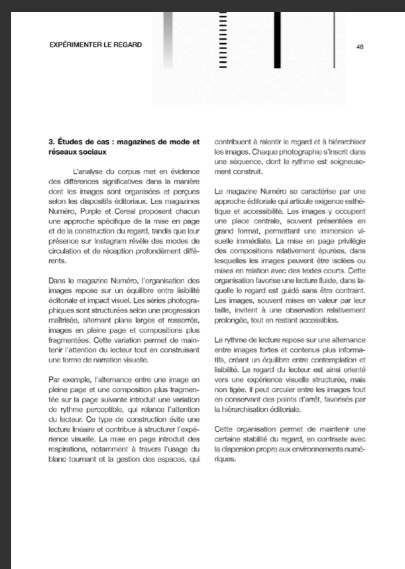 EXPÉRIMENTER LE REGARD
48
3. Études de cas : magazines de mode et
réseaux sociaux
L'analyse du corpus met en évidence
des différences significatives dans la manière
dont les images sont organisées et perçues
selon les dispositifs éditoriaux. Les magazines
Numéro, Purple et Cereal proposent chacun
une approche spécifique de la mise en page
et de la construction du regard, tandis que leur
présence sur Instagram révèle des modes de
circulation et de réception profondément diffé-
rents.
Dans le magazine Numéro, l'organisation des
images repose sur un équilibre entre lisibilité
éditoriale et impact visuel. Les séries photogra-
phiques sont structurées selon une progression
maîtrisée, alternant plans larges et resserrés,
images en pleine page et compositions plus
fragmentées. Cette variation permet de main-
tenir l'attention du lecteur tout en construisant
une forme de narration visuelle.
Par exemple, l'alternance entre une image en
pleine page et une composition plus fragmen-
tée sur la page suivante introduit une variation
de rythme perceptible, qui relance l'attention
du lecteur. Ce type de construction évite une
lecture linéaire et contribue à structurer l'expé-
rience visuelle. La mise en page introduit des
respirations, notamment à travers l'usage du
blanc tournant et la gestion des espaces, qui
contribuent à ralentir le regard et à hiérarchiser
les images. Chaque photographie s'inscrit dans
une séquence, dont le rythme est soigneuse-
ment construit.
Le magazine Numéro se caractérise par une
approche éditoriale qui articule exigence esthé-
tique et accessibilité. Les images y occupent
une place centrale, souvent présentées en
grand format, permettant une immersion vi-
suelle immédiate. La mise en page privilégie
des compositions relativement épurées, dans
lesquelles les images peuvent être isolées ou
mises en relation avec des textes courts. Cette
organisation favorise une lecture fluide, dans la-
quelle le regard est guidé sans être contraint.
Les images, souvent mises en valeur par leur
taille, invitent à une observation relativement
prolongée, tout en restant accessibles.
Le rythme de lecture repose sur une alternance
entre images fortes et contenus plus informa-
tifs, créant un équilibre entre contemplation et
lisibilité. Le regard du lecteur est ainsi orienté
vers une expérience visuelle structurée, mais
non figée. Il peut circuler entre les images tout
en conservant des points d'arrêt, favorisés par
la hiérarchisation éditoriale.
Cette organisation permet de maintenir une
certaine stabilité du regard, en contraste avec
la dispersion propre aux environnements numé-
riques.